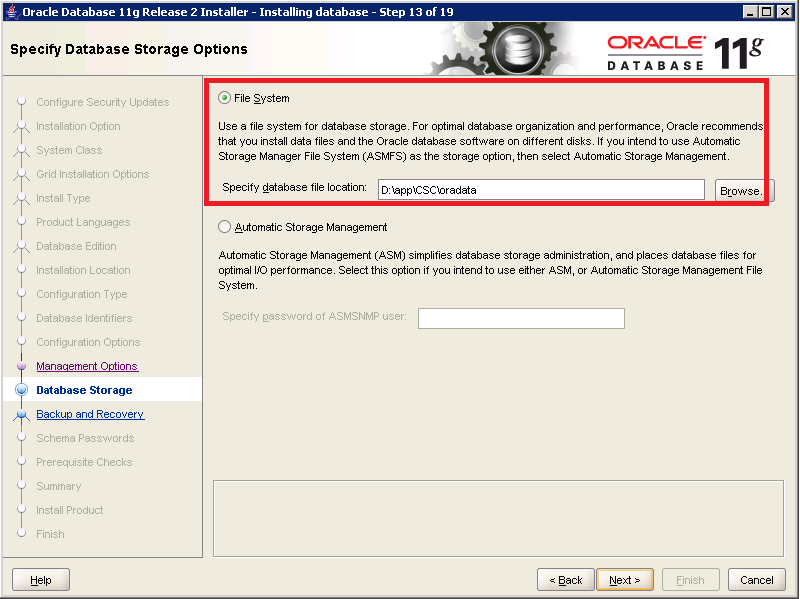 Oracle Database 11g Release 2 Installer - Installing database - Step 13 of 19
Specify Database Storage Options
ORACLE
DATABASE
11g
Configure Security Updates
Installation Option
System Class
Grid Installation Options
Install Type
Product Languages
Database Edition
Installation Location
Configuration Type
Database Identifiers
Configuration Options
Management Options
Database Storage
Backup and Recovery
Schema Passwords
Prerequisite Checks
Summary
Install Product
Finish
File System
Use a file system for database storage. For optimal database organization and performance, Oracle recommends
that you install data files and the Oracle database software on different disks. If you intend to use Automatic
Storage Manager File System (ASMFS) as the storage option, then select Automatic Storage Management.
Specify database file location: D:\app\CSC\oradata Browse.
Automatic Storage Management
Automatic Storage Management (ASM) simplifies database storage administration, and places database files for
optimal I/O performance. Select this option if you intend to use either ASM, or Automatic Storage Management File
System.
Specify password of ASMSNMP user:
Help < Back Next > Finish Cancel